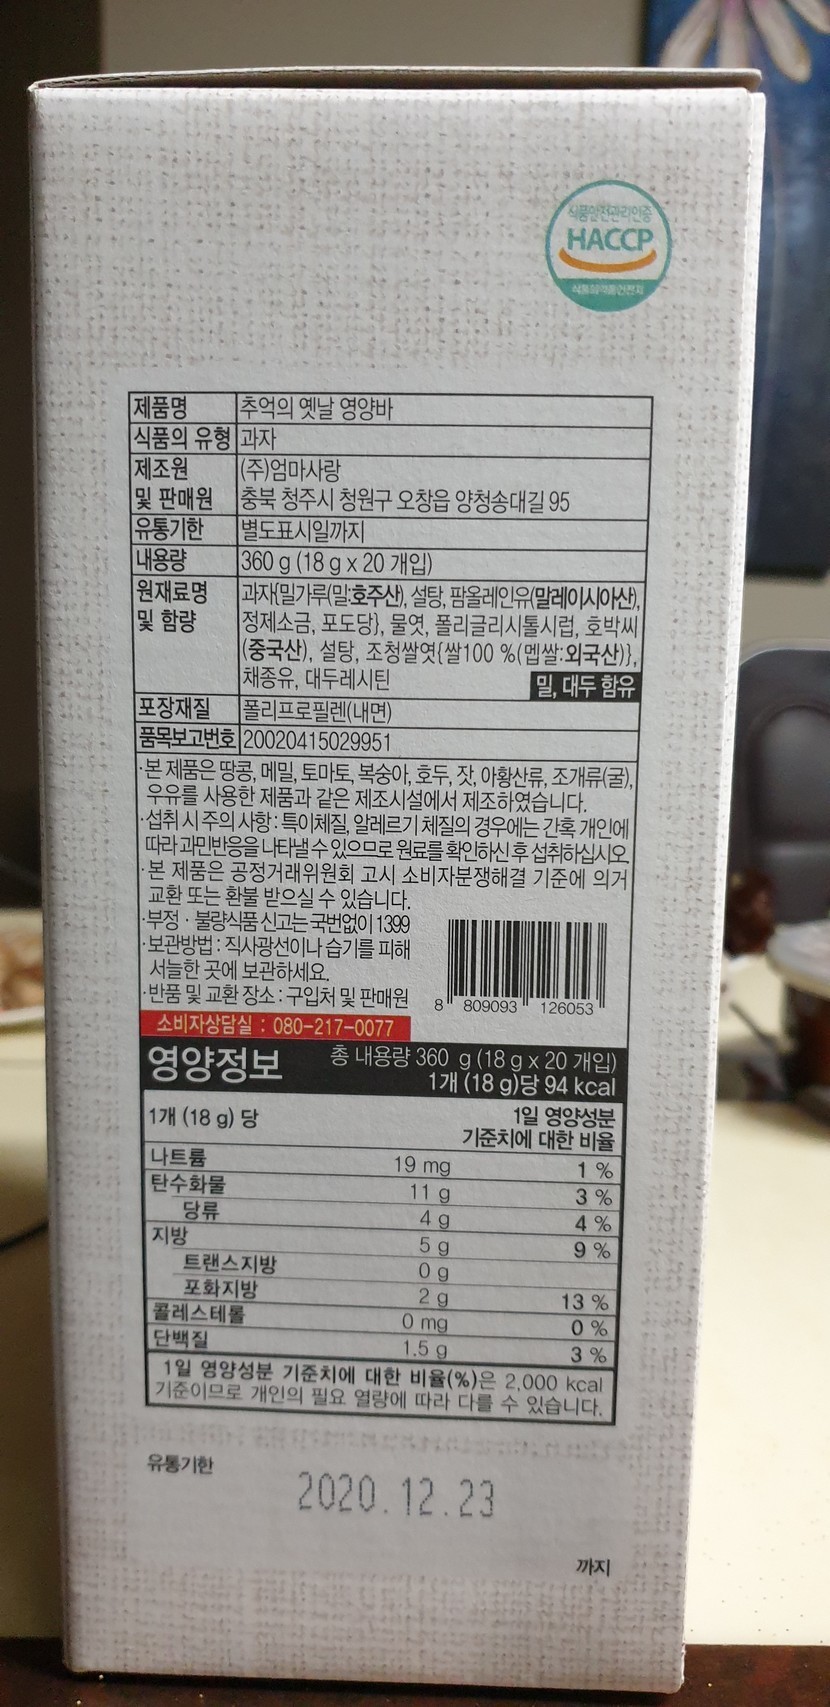 식품안전관리인증
HACCP
식품의약품안전처
제품명 추억의 옛날 영양바
식품의 유형 과자
제조원 (주)엄마사랑
및 판매원 충북 청주시 청원구 오창읍 양청송대길 95
유통기한 별도표시일까지
내용량 360 g (18 g x 20 개입)
원재료명 과자{밀가루(밀:호주산), 설탕, 팜올레인유(말레이시아산),
및 함량 정제소금, 포도당}, 물엿, 폴리글리시톨시럽, 호박씨
(중국산), 설탕, 조청쌀엿{쌀100 %(멥쌀:외국산)},
채종유, 대두레시틴 밀, 대두 함유
포장재질 폴리프로필렌(내면)
품목보고번호 20020415029951
·본 제품은 땅콩, 메밀, 토마토, 복숭아, 호두, 잣, 아황산류, 조개류(굴),
우유를 사용한 제품과 같은 제조시설에서 제조하였습니다.
·섭취 시 주의 사항 : 특이체질, 알레르기 체질의 경우에는 간혹 개인에
따라 과민반응을 나타낼 수 있으므로 원료를 확인하신 후 섭취하십시오.
·본 제품은 공정거래위원회 고시 소비자분쟁해결 기준에 의거
교환 또는 환불 받으실 수 있습니다.
·부정 · 불량식품 신고는 국번없이 1399
·보관방법 : 직사광선이나 습기를 피해
서늘한 곳에 보관하세요.
·반품 및 교환 장소 : 구입처 및 판매원
8 809093 126053
소비자상담실 : 080-217-0077
영양정보 총 내용량 360 g (18 g x 20 개입)
1개 (18 g)당 94 kcal
1개 (18 g) 당 1일 영양성분
기준치에 대한 비율
나트륨 19 mg 1 %
탄수화물 11 g 3 %
당류 4 g 4 %
지방 5 g 9 %
트랜스지방 0 g
포화지방 2 g 13 %
콜레스테롤 0 mg 0 %
단백질 1.5 g 3 %
1일 영양성분 기준치에 대한 비율(%)은 2,000 kcal
기준이므로 개인의 필요 열량에 따라 다를 수 있습니다.
유통기한
2020.12.23
까지